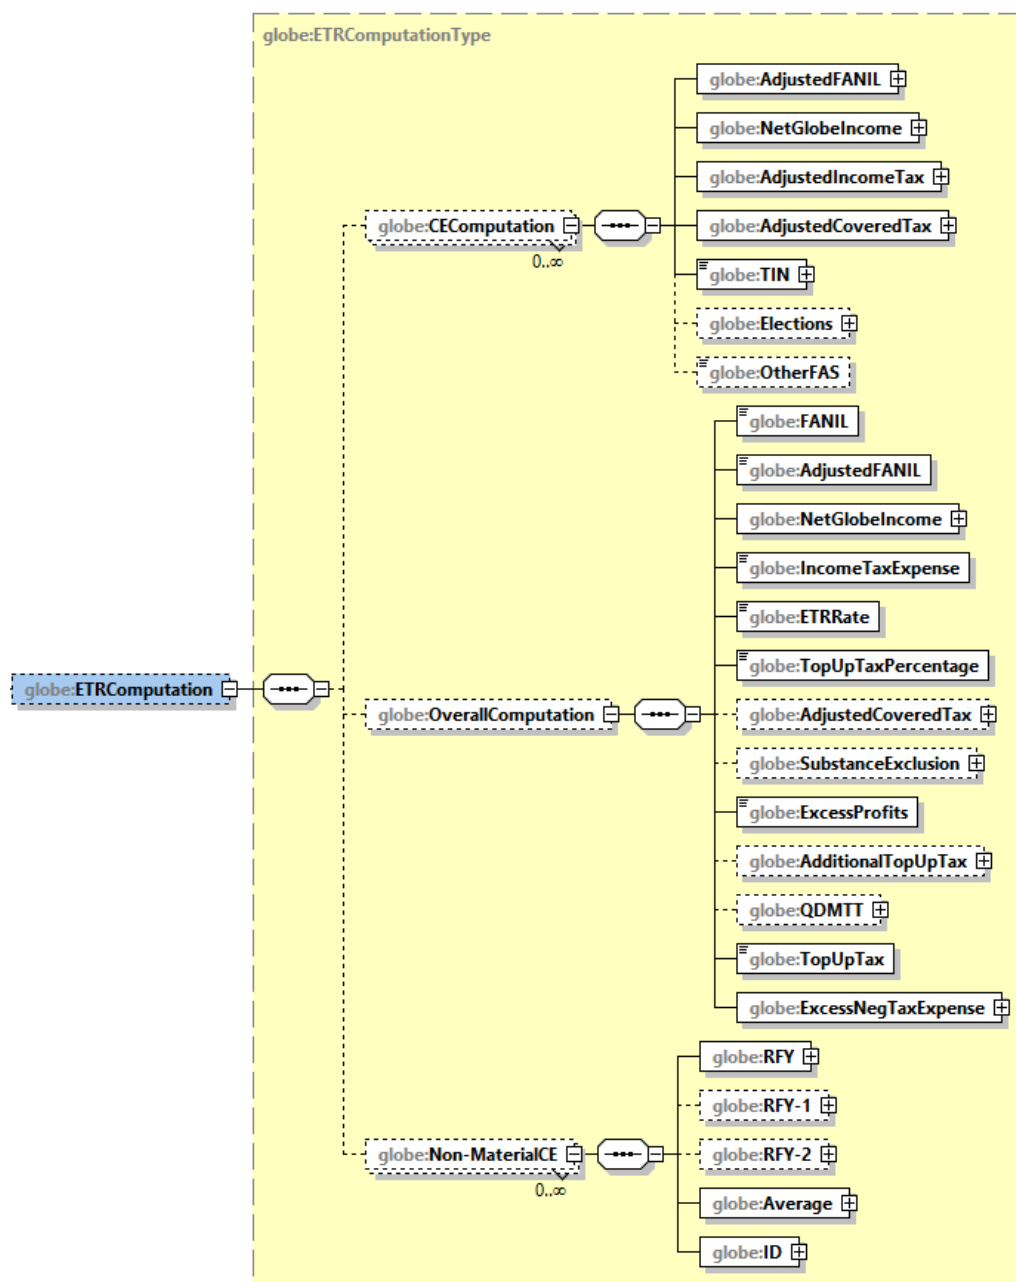 globe:ETRComputationType
globe:AdjustedFANIL
globe:NetGlobeIncome
globe:AdjustedIncomeTax
globe:CEComputation
globe:AdjustedCoveredTax
0..∞
globe:TIN
globe:Elections
globe:OtherFAS
globe:FANIL
globe:AdjustedFANIL
globe:NetGlobeIncome
globe:IncomeTaxExpense
globe:ETRRate
globe:TopUpTaxPercentage
globe:ETRComputation
globe:OverallComputation
globe:AdjustedCoveredTax
globe:SubstanceExclusion
globe:ExcessProfits
globe:AdditionalTopUpTax
globe:QDMTT
globe:TopUpTax
globe:ExcessNegTaxExpense
globe:RFY
globe:RFY-1
globe:Non-MaterialCE
0..∞
globe:RFY-2
globe:Average
globe:ID